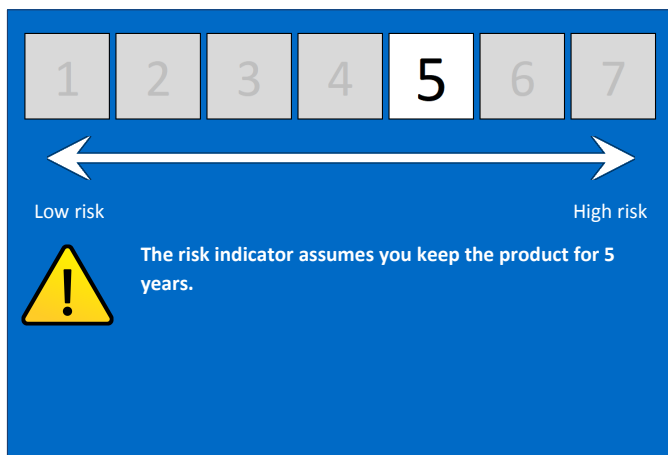 1 2 3 4 5 6 7
Low risk High risk
The risk indicator assumes you keep the product for 5
years.